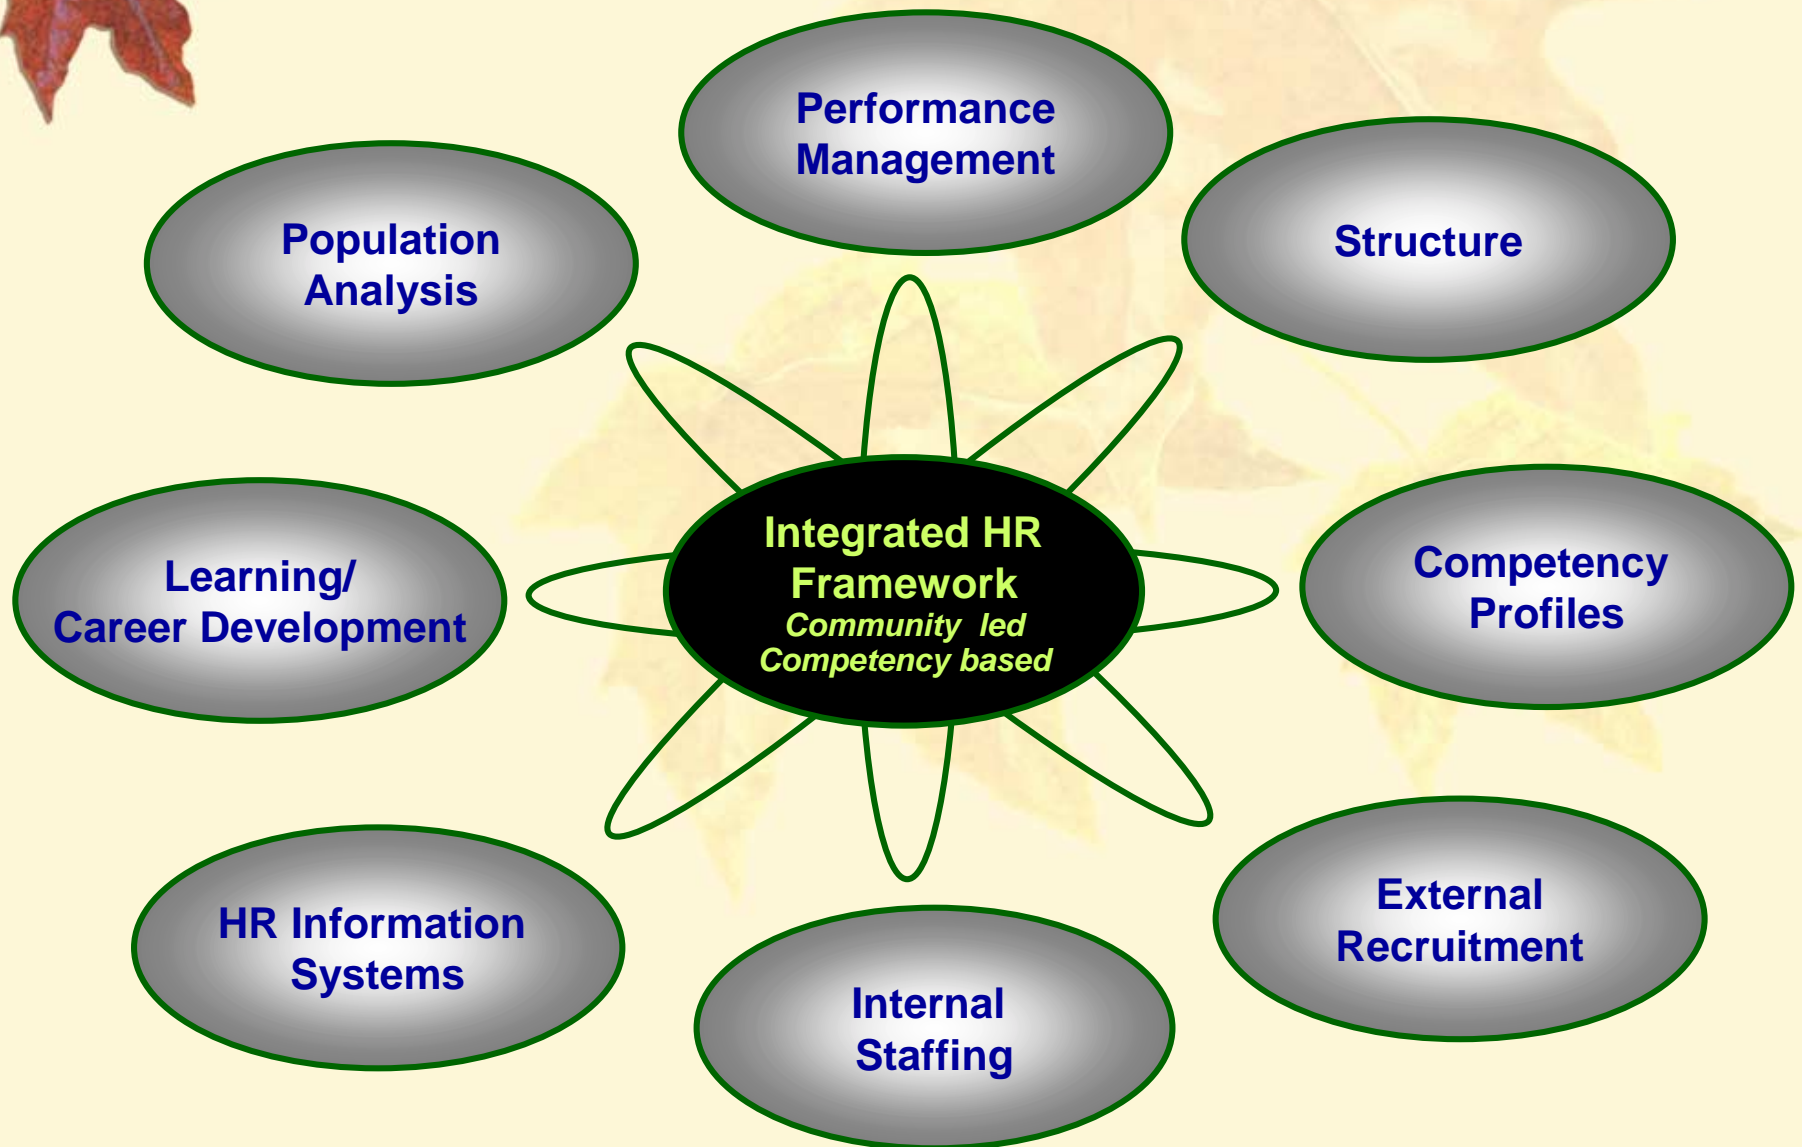 Performance
Management
Population
Analysis
Structure
Integrated HR
Framework
Community  led
Competency based
Learning/
Career Development
Competency
Profiles
HR Information
Systems
External
Recruitment
Internal
Staffing